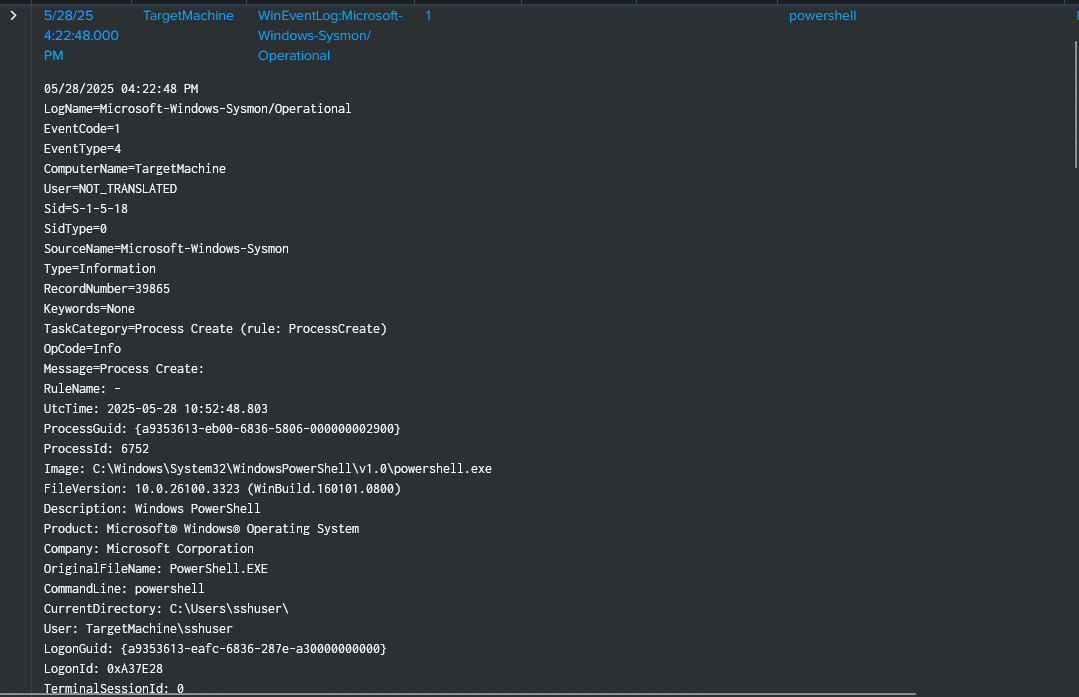 5/28/25 TargetMachine WinEventLog:Microsoft- 1 powershell
4:22:48.000 Windows-Sysmon/
PM Operational
05/28/2025 04:22:48 PM
LogName=Microsoft-Windows-Sysmon/Operational
EventCode=1
EventType=4
ComputerName=TargetMachine
User=NOT_TRANSLATED
Sid=S-1-5-18
SidType=0
SourceName=Microsoft-Windows-Sysmon
Type=Information
RecordNumber=39865
Keywords=None
TaskCategory=Process Create (rule: ProcessCreate)
OpCode=Info
Message=Process Create:
RuleName: -
UtcTime: 2025-05-28 10:52:48.803
ProcessGuid: {a9353613-eb00-6836-5806-000000002900}
ProcessId: 6752
Image: C:\Windows\System32\WindowsPowerShell\v1.0\powershell.exe
FileVersion: 10.0.26100.3323 (WinBuild.160101.0800)
Description: Windows PowerShell
Product: Microsoft® Windows® Operating System
Company: Microsoft Corporation
OriginalFileName: PowerShell.EXE
CommandLine: powershell
CurrentDirectory: C:\Users\sshuser\
User: TargetMachine\sshuser
LogonGuid: {a9353613-eafc-6836-287e-a30000000000}
LogonId: 0xA37E28
TerminalSessionId: 0